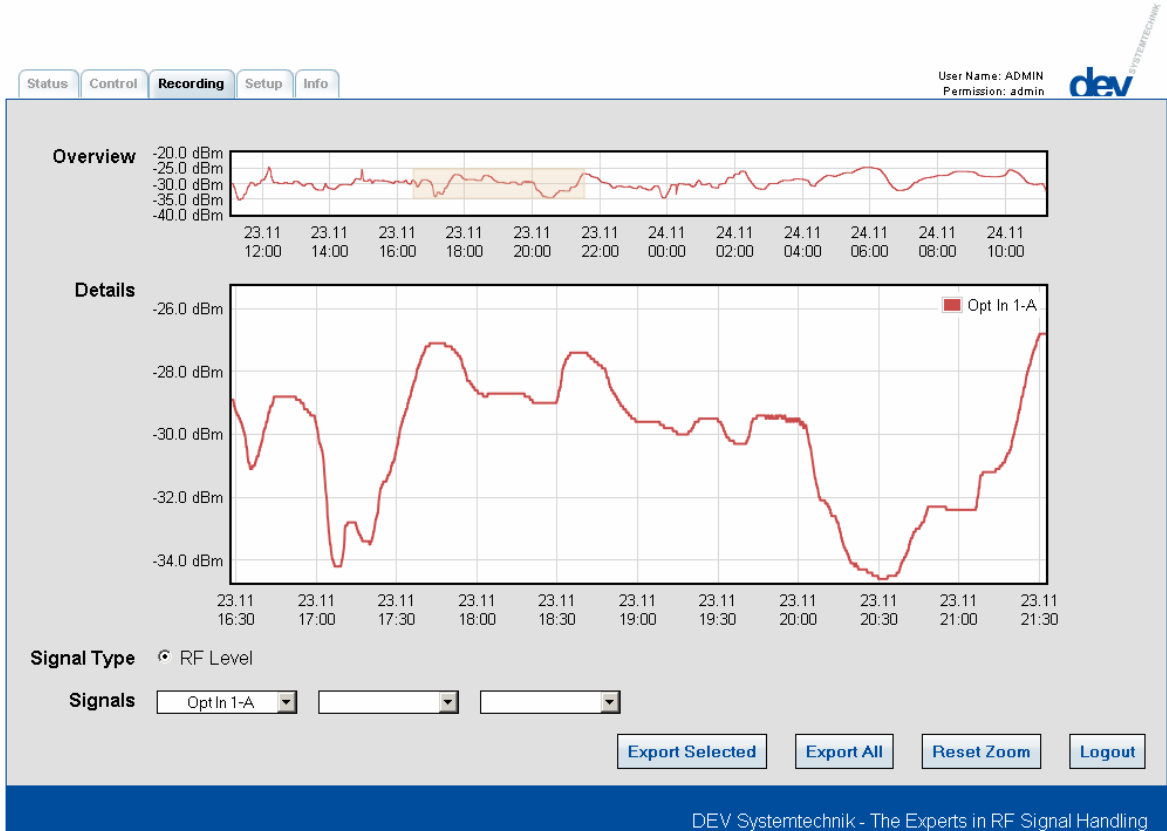 SYSTEMTECHNIK
dev
Status Control Recording Setup Info
User Name: ADMIN
Permission: admin
Overview
-20.0 dBm
-25.0 dBm
-30.0 dBm
-35.0 dBm
-40.0 dBm
23.11 23.11 23.11 23.11 23.11 23.11 24.11 24.11 24.11 24.11 24.11 24.11
12:00 14:00 16:00 18:00 20:00 22:00 00:00 02:00 04:00 06:00 08:00 10:00
Details
-26.0 dBm
-28.0 dBm
-30.0 dBm
-32.0 dBm
-34.0 dBm
Opt In 1-A
23.11 23.11 23.11 23.11 23.11 23.11 23.11 23.11 23.11 23.11 23.11
16:30 17:00 17:30 18:00 18:30 19:00 19:30 20:00 20:30 21:00 21:30
Signal Type RF Level
Signals Opt In 1-A
Export Selected Export All Reset Zoom Logout
DEV Systemtechnik - The Experts in RF Signal Handling